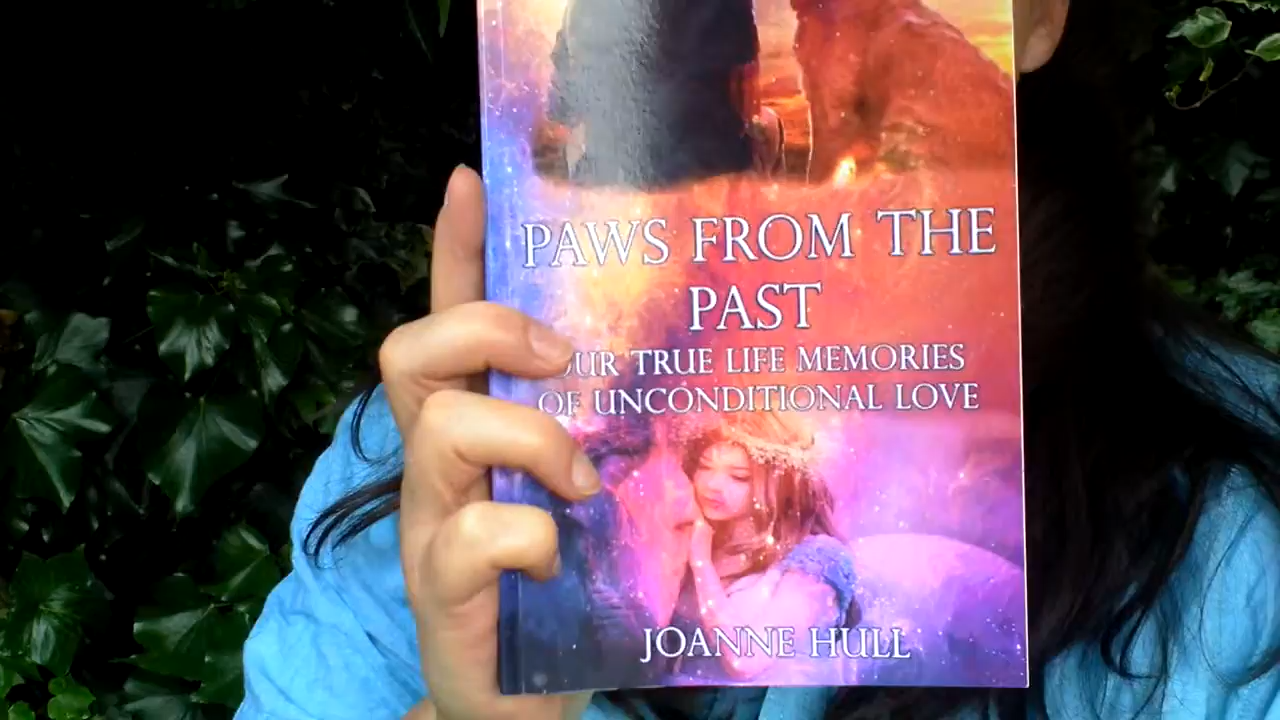 PAWS FROM THE
PAST
OUR TRUE LIFE MEMORIES
OF UNCONDITIONAL LOVE
JOANNE HULL